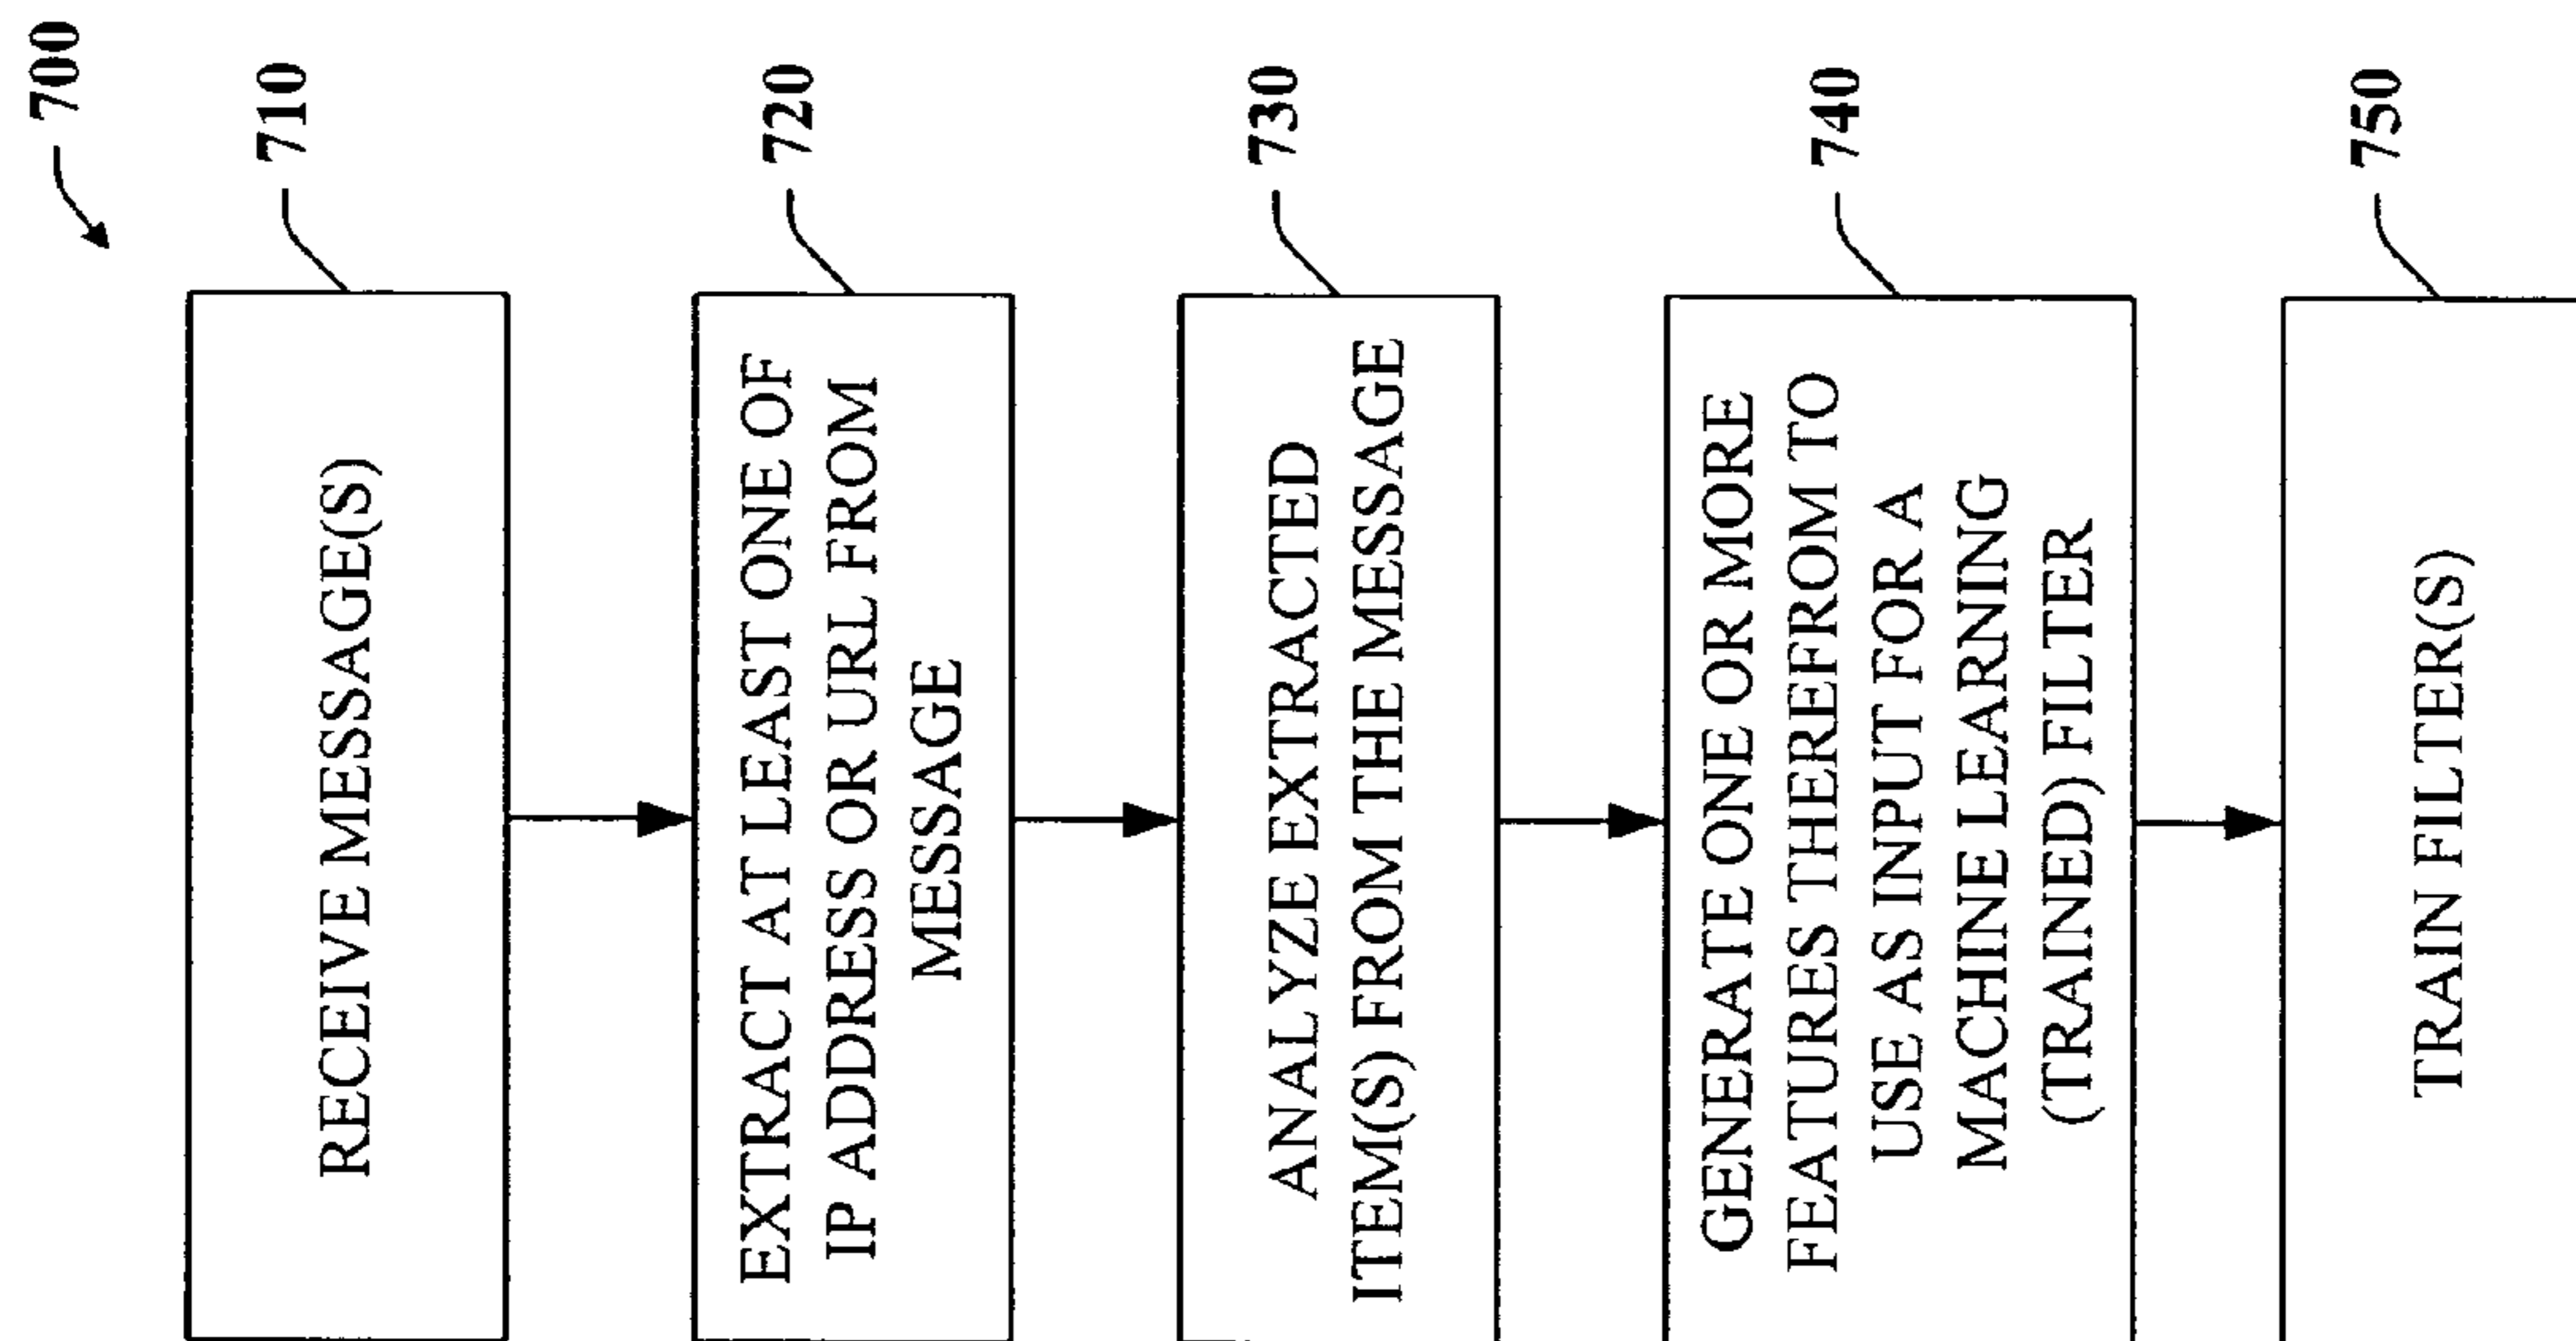 700
710
RECEIVE MESSAGE(S)
720
EXTRACT AT LEAST ONE OF
IP ADDRESS OR URL FROM
MESSAGE
730
ANALYZE EXTRACTED
ITEM(S) FROM THE MESSAGE
740
GENERATE ONE OR MORE
FEATURES THEREFROM TO
USE AS INPUT FOR A
MACHINE LEARNING
(TRAINED) FILTER
750
TRAIN FILTER(S)